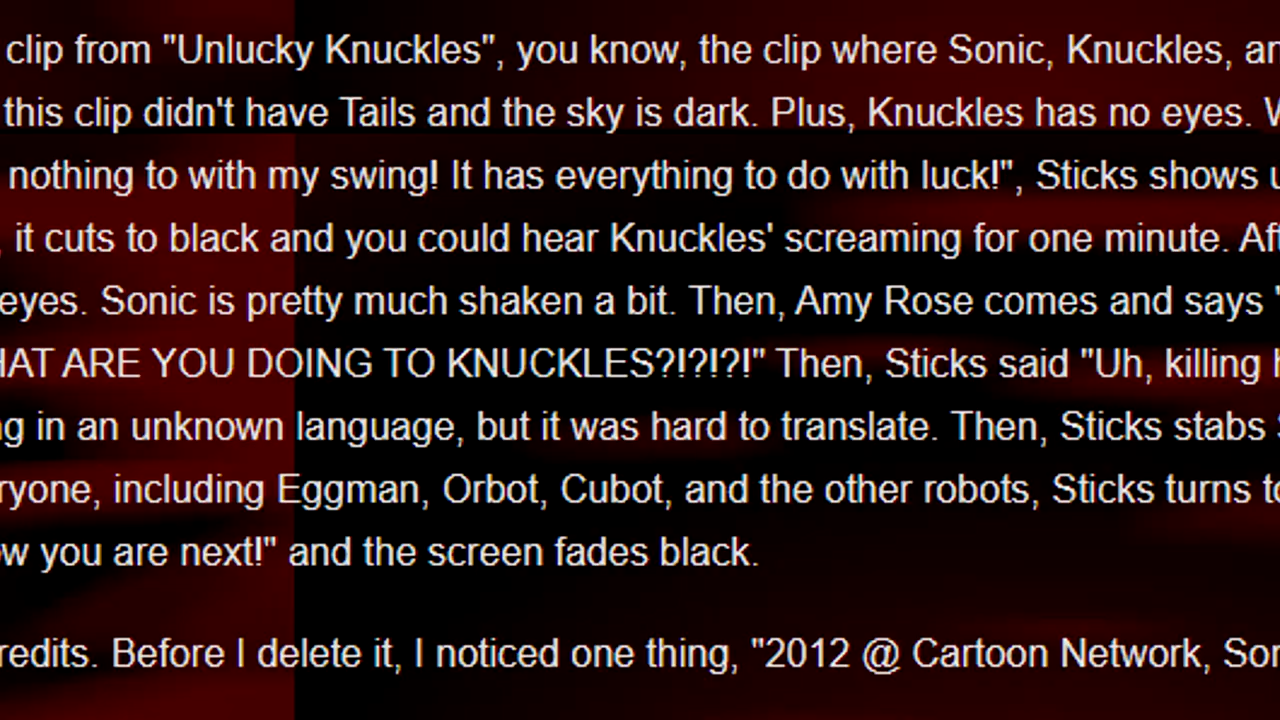 clip from "Unlucky Knuckles", you know, the clip where Sonic, Knuckles,
this clip didn't have Tails and the sky is dark. Plus, Knuckles has no eyes.
nothing to with my swing! It has everything to do with luck!", Sticks shows
, it cuts to black and you could hear Knuckles' screaming for one minute.
eyes. Sonic is pretty much shaken a bit. Then, Amy Rose comes and says
HAT ARE YOU DOING TO KNUCKLES?!?!?!" Then, Sticks said "Uh, killing
in an unknown language, but it was hard to translate. Then, Sticks stabs
ryone, including Eggman, Orbot, Cubot, and the other robots, Sticks turns
ow you are next!" and the screen fades black.
redits. Before I delete it, I noticed one thing, "2012 @ Cartoon Network,